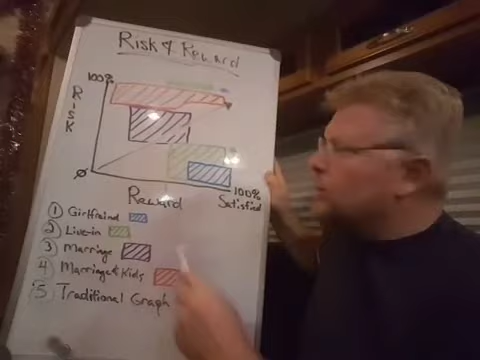 Risk & Reward
100%
RISK
Ø
100%
Reward
Satisfied
1 Girlfriend
2 Live-in
3 Marriage
4 Marriage & Kids
5 Traditional Graph